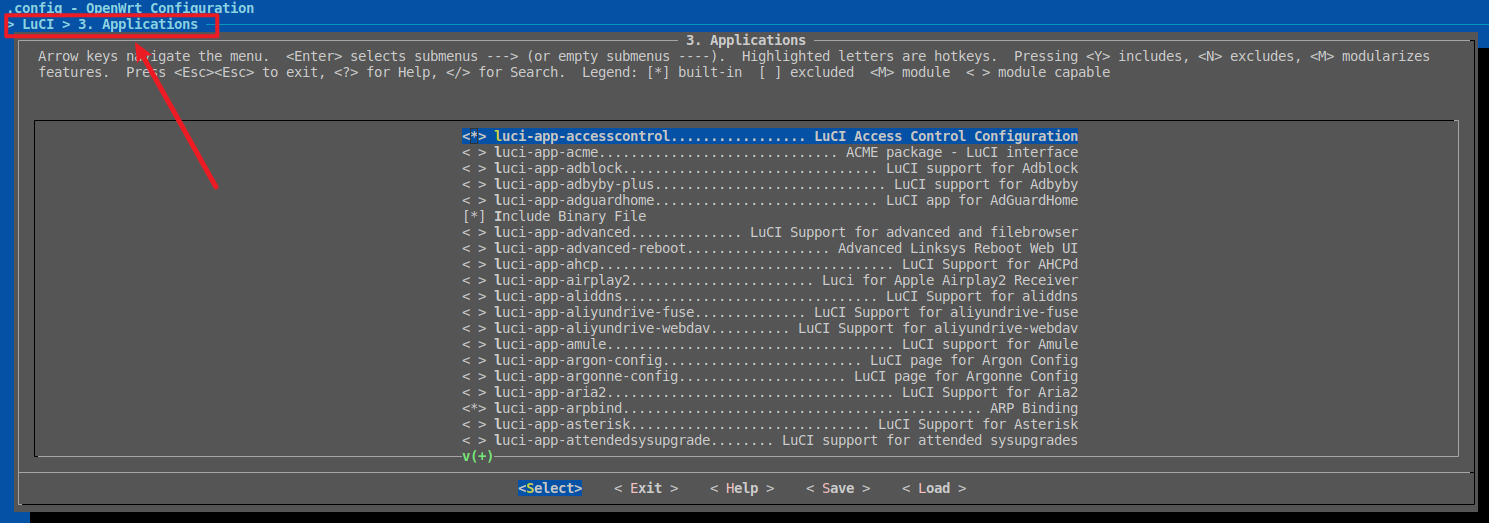 .config - OpenWrt Configuration
> LuCI > 3. Applications
3. Applications
Arrow keys navigate the menu.  <Enter> selects submenus ---> (or empty submenus ----).  Highlighted letters are hotkeys.  Pressing <Y> includes, <N> excludes, <M> modularizes
features.  Press <Esc><Esc> to exit, <?> for Help, </> for Search.  Legend: [*] built-in  [ ] excluded  <M> module  < > module capable
<*> luci-app-accesscontrol................. LuCI Access Control Configuration
< > luci-app-acme.............................. ACME package - LuCI interface
< > luci-app-adblock................................ LuCI support for Adblock
< > luci-app-adbyby-plus............................. LuCI support for Adbyby
< > luci-app-adguardhome............................ LuCI app for AdGuardHome
[*] Include Binary File
< > luci-app-advanced.............. LuCI Support for advanced and filebrowser
< > luci-app-advanced-reboot.................. Advanced Linksys Reboot Web UI
< > luci-app-ahcp..................................... LuCI Support for AHCPd
< > luci-app-airplay2....................... Luci for Apple Airplay2 Receiver
< > luci-app-aliddns................................ LuCI Support for aliddns
< > luci-app-aliyundrive-fuse.............. LuCI Support for aliyundrive-fuse
< > luci-app-aliyundrive-webdav.......... LuCI Support for aliyundrive-webdav
< > luci-app-amule.................................... LuCI support for Amule
< > luci-app-argon-config......................... LuCI page for Argon Config
< > luci-app-argonne-config..................... LuCI page for Argonne Config
< > luci-app-aria2.................................... LuCI Support for Aria2
<*> luci-app-arpbind............................................. ARP Binding
< > luci-app-asterisk.............................. LuCI Support for Asterisk
< > luci-app-attendedsysupgrade........ LuCI support for attended sysupgrades
v(+)
<Select>    < Exit >    < Help >    < Save >    < Load >